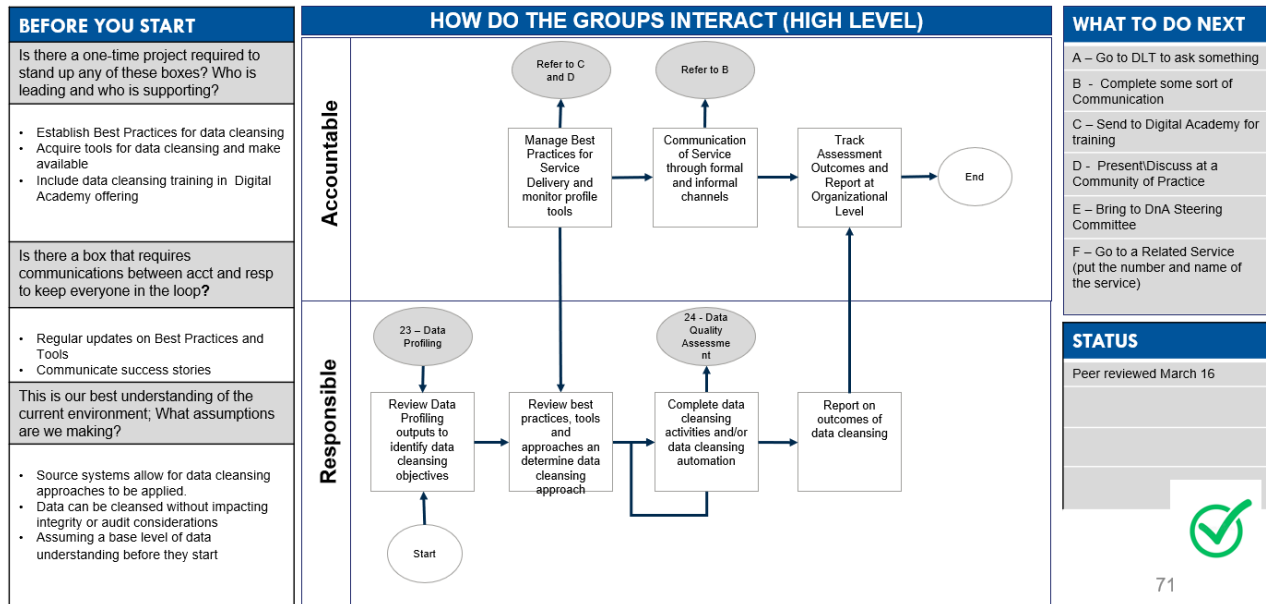 BEFORE YOU START
Is there a one-time project required to
stand up any of these boxes? Who is
leading and who is supporting?
• Establish Best Practices for data cleansing
• Acquire tools for data cleansing and make
available
• Include data cleansing training in Digital
Academy offering
Is there a box that requires
communications between acct and resp
to keep everyone in the loop?
• Regular updates on Best Practices and
Tools
• Communicate success stories
This is our best understanding of the
current environment; What assumptions
are we making?
• Source systems allow for data cleansing
approaches to be applied.
• Data can be cleansed without impacting
integrity or audit considerations
• Assuming a base level of data
understanding before they start
HOW DO THE GROUPS INTERACT (HIGH LEVEL)
Accountable
Refer to C
and D
Refer to B
Manage Best
Practices for
Service
Delivery and
monitor profile
tools
Communication
of Service
through formal
and informal
channels
Track
Assessment
Outcomes and
Report at
Organizational
Level
End
Responsible
23 – Data
Profiling
24 - Data
Quality
Assessme
nt
Review Data
Profiling
outputs to
identify data
cleansing
objectives
Review best
practices, tools
and
approaches an
determine data
cleansing
approach
Complete data
cleansing
activities and/or
data cleansing
automation
Report on
outcomes of
data cleansing
Start
WHAT TO DO NEXT
A – Go to DLT to ask something
B - Complete some sort of
Communication
C – Send to Digital Academy for
training
D - Present\Discuss at a
Community of Practice
E – Bring to DnA Steering
Committee
F – Go to a Related Service
(put the number and name of
the service)
STATUS
Peer reviewed March 16
71